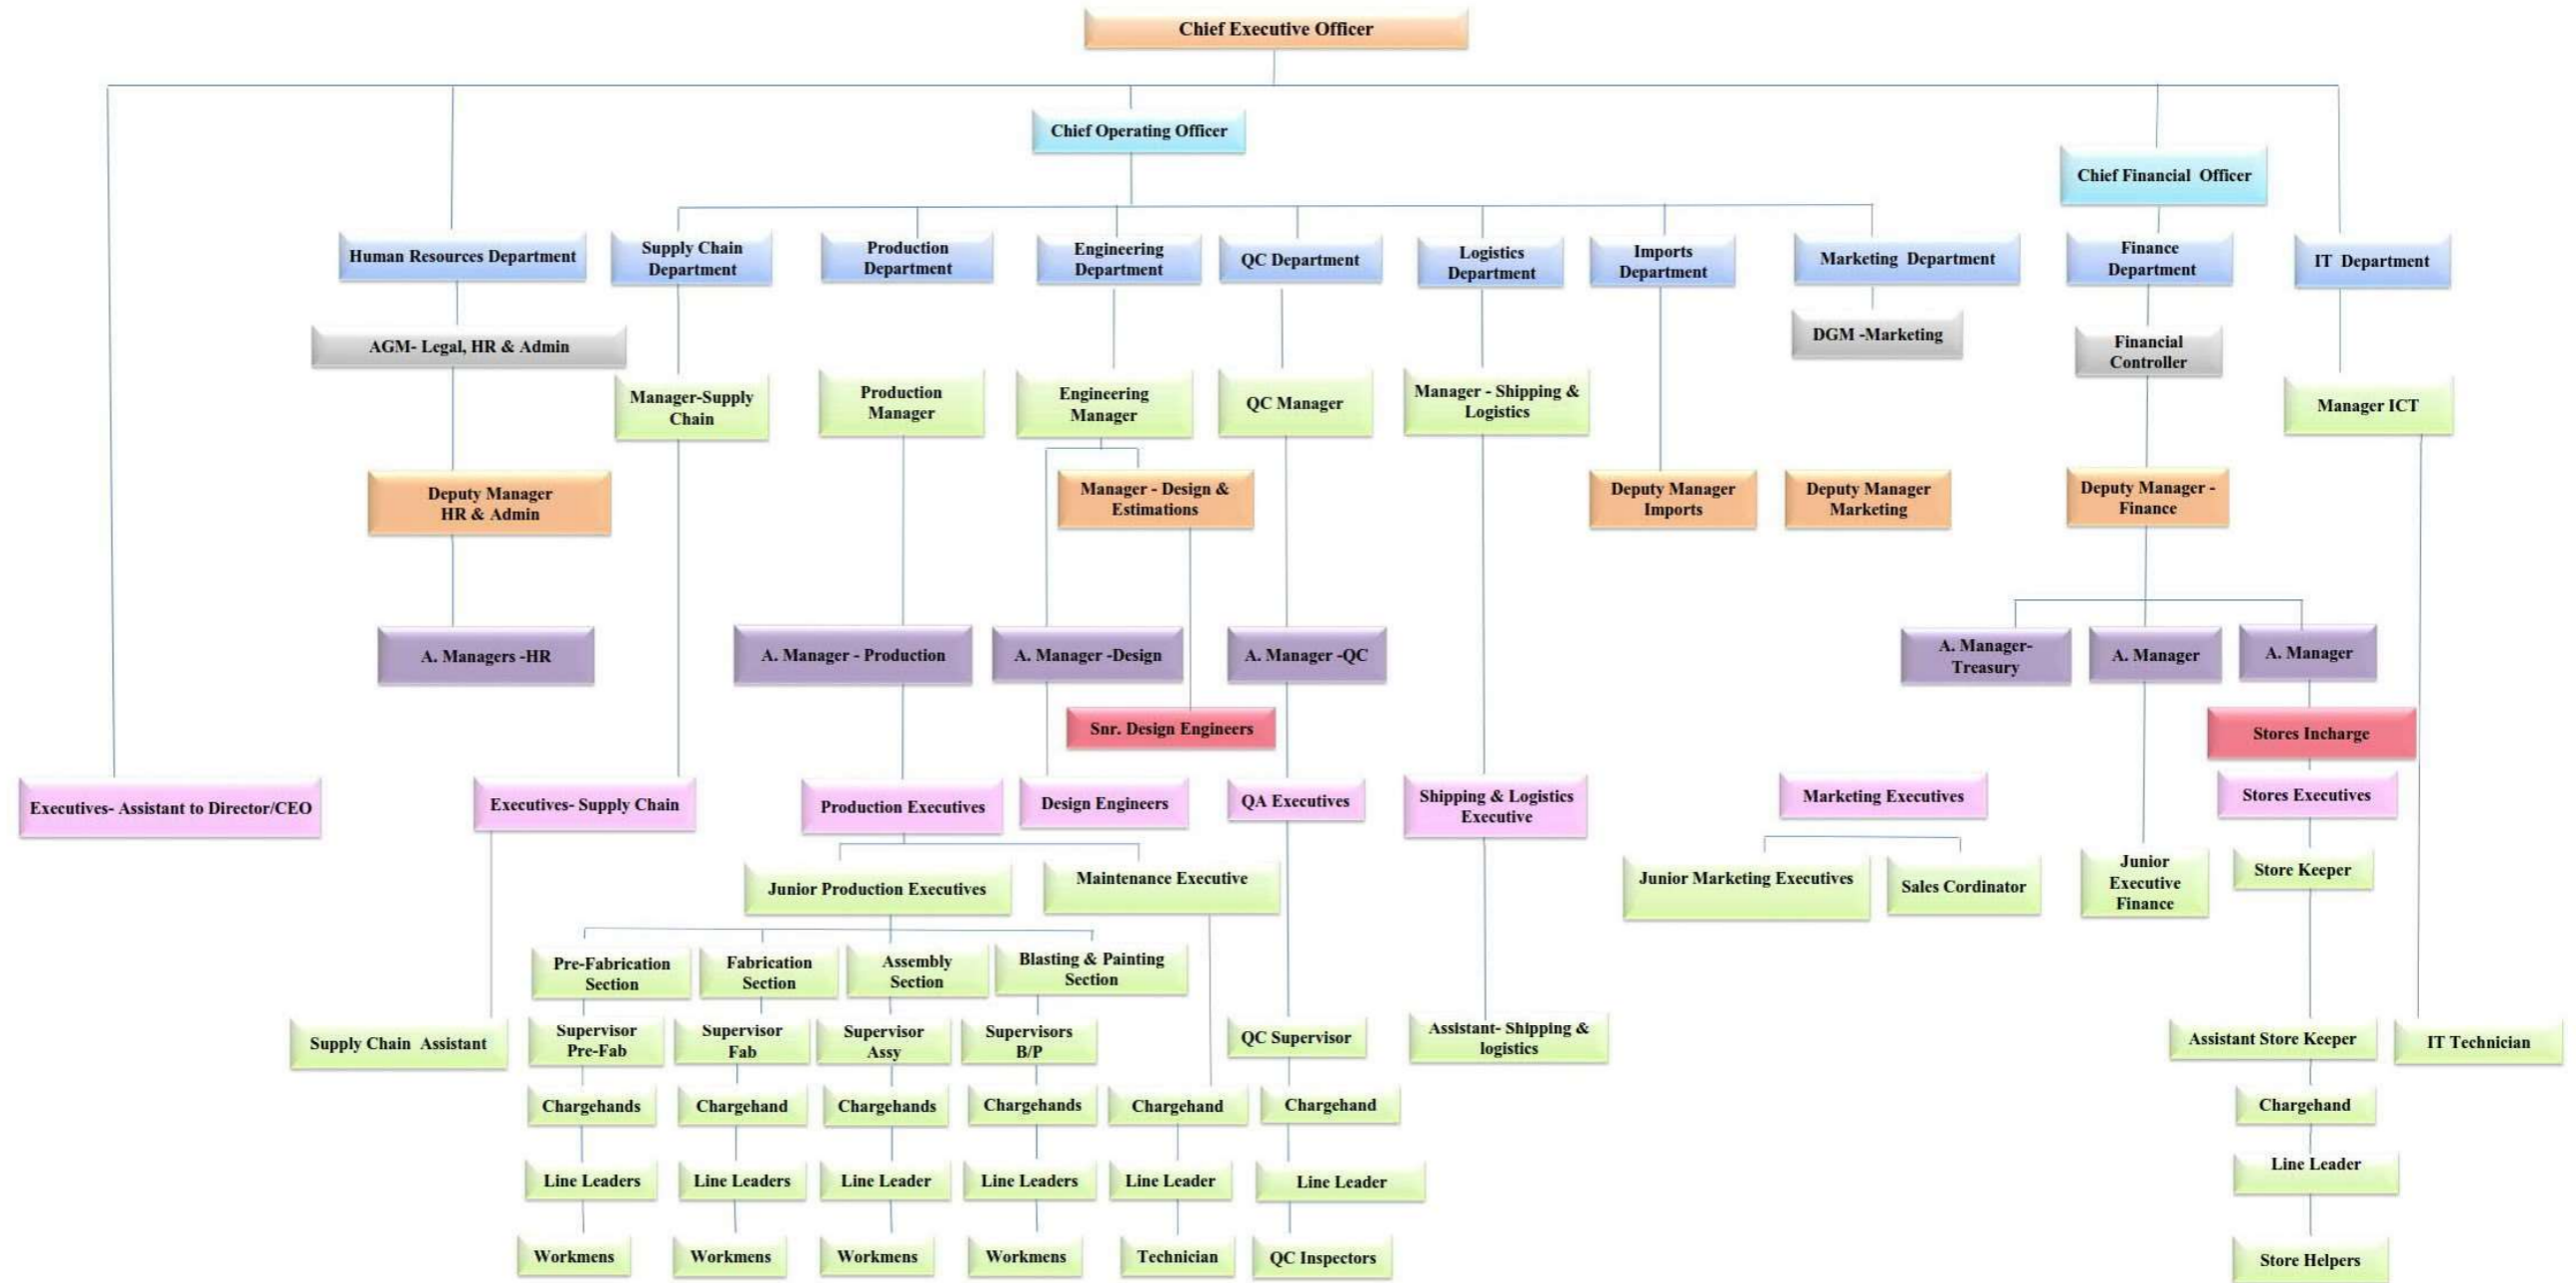 Chief Executive Officer
Chief Operating Officer
Chief Financial Officer
Human Resources Department
Supply Chain
Department
Production
Department
Engineering
Department
QC Department
Logistics
Department
Imports
Department
Marketing Department
Finance
Department
IT Department
AGM- Legal, HR & Admin
DGM -Marketing
Financial
Controller
Manager-Supply
Chain
Production
Manager
Engineering
Manager
QC Manager
Manager - Shipping &
Logistics
Manager ICT
Deputy Manager
HR & Admin
Manager - Design &
Estimations
Deputy Manager
Imports
Deputy Manager
Marketing
Deputy Manager -
Finance
A. Managers -HR
A. Manager - Production
A. Manager -Design
A. Manager -QC
A. Manager-
Treasury
A. Manager
A. Manager
Snr. Design Engineers
Stores Incharge
Executives- Assistant to Director/CEO
Executives- Supply Chain
Production Executives
Design Engineers
QA Executives
Shipping & Logistics
Executive
Marketing Executives
Stores Executives
Junior Production Executives
Maintenance Executive
Junior Marketing Executives
Sales Cordinator
Junior
Executive
Finance
Store Keeper
Pre-Fabrication
Section
Fabrication
Section
Assembly
Section
Blasting & Painting
Section
Supply Chain Assistant
Supervisor
Pre-Fab
Supervisor
Fab
Supervisor
Assy
Supervisors
B/P
QC Supervisor
Assistant- Shipping &
logistics
Assistant Store Keeper
IT Technician
Chargehands
Chargehand
Chargehands
Chargehands
Chargehand
Chargehand
Chargehand
Line Leaders
Line Leaders
Line Leader
Line Leaders
Line Leader
Line Leader
Line Leader
Workmens
Workmens
Workmens
Workmens
Technician
QC Inspectors
Store Helpers